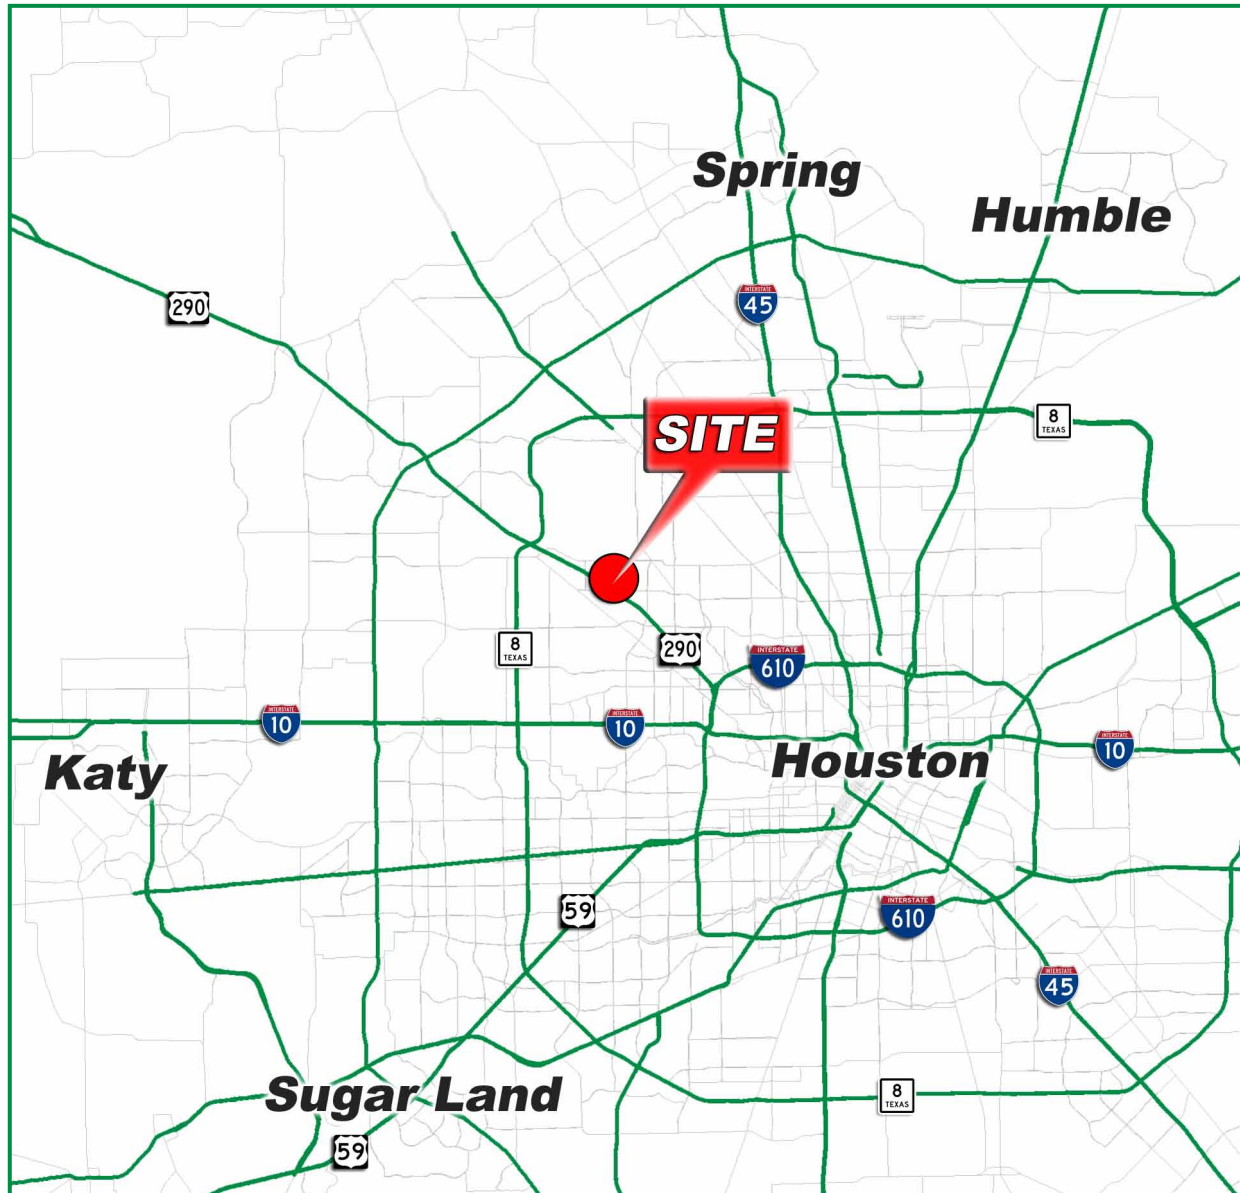 Spring
Humble
290
INTERSTATE
45
8
TEXAS
SITE
8
TEXAS
290
INTERSTATE
610
INTERSTATE
10
INTERSTATE
10
INTERSTATE
10
Katy
Houston
59
INTERSTATE
610
INTERSTATE
45
Sugar Land
8
TEXAS
59